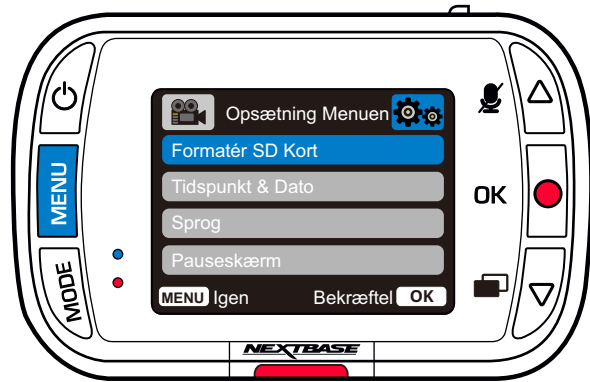 Opsætning Menuen
Formatér SD Kort
MENU
Tidspunkt & Dato
OK
Sprog
Pauseskærm
MODE
MENU Igen Bekræftel OK
NEXTBASE